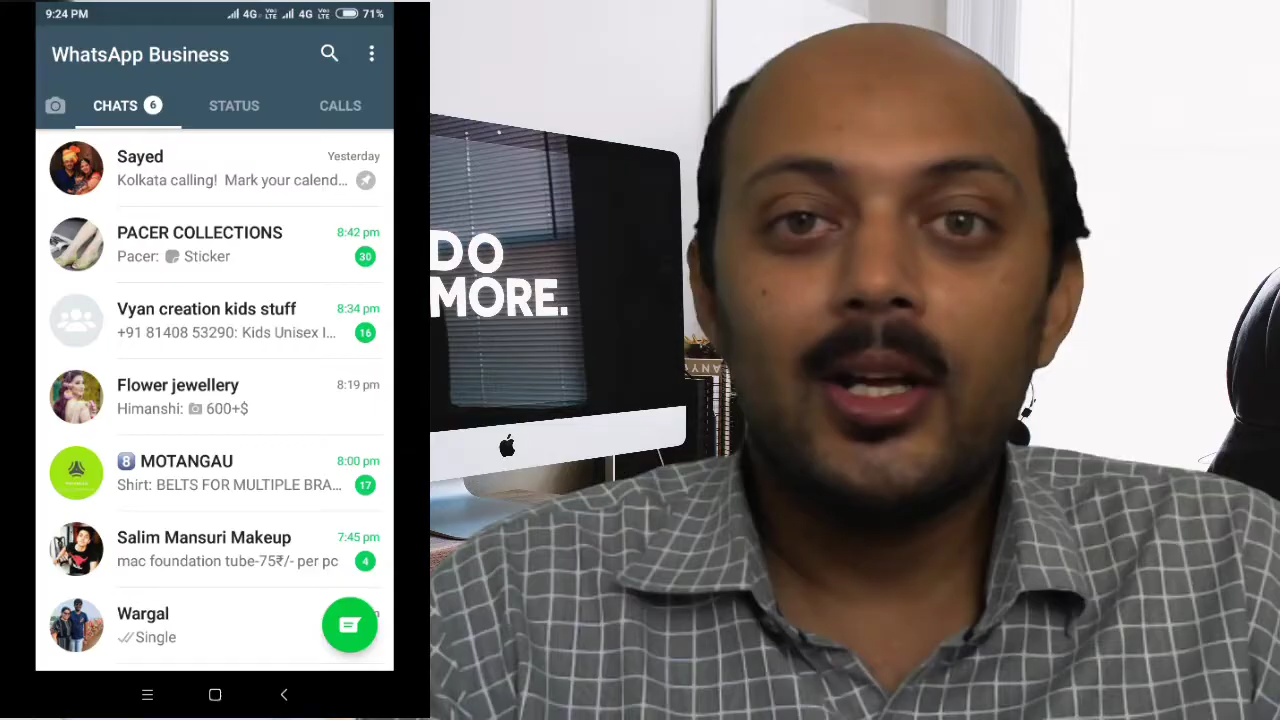 9:24 PM 4G Vo LTE 4G Vo LTE 71%
WhatsApp Business
CHATS 6 STATUS CALLS
Sayed Yesterday
Kolkata calling! Mark your calend...
PACER COLLECTIONS 8:42 pm
Pacer: Sticker 30
Vyan creation kids stuff 8:34 pm
+91 81408 53290: Kids Unisex I... 16
Flower jewellery 8:19 pm
Himanshi: 600+$
8 MOTANGAU 8:00 pm
Shirt: BELTS FOR MULTIPLE BRA... 17
Salim Mansuri Makeup 7:45 pm
mac foundation tube-75₹/- per pc 4
Wargal
Single
DO
MORE.